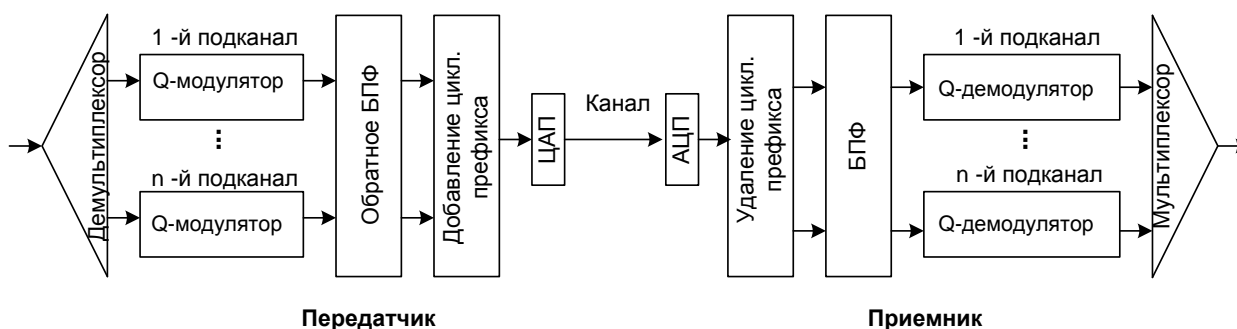 Демультиплексор
1 -й подканал
Q-модулятор
...
n -й подканал
Q-модулятор
Обратное БПФ
Добавление цикл.
префикса
ЦАП
Канал
АЦП
Удаление цикл.
префикса
БПФ
1 -й подканал
Q-демодулятор
...
n -й подканал
Q-демодулятор
Мультиплексор
Передатчик
Приемник